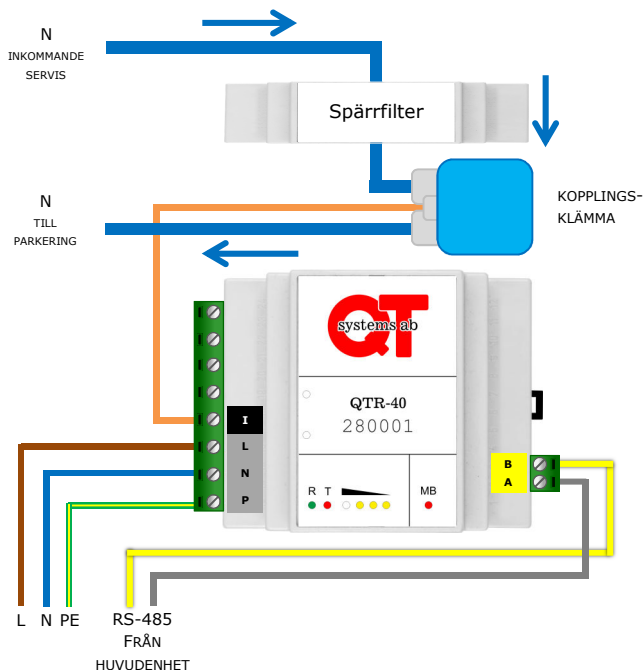 N
INKOMMANDE
SERVIS
Spärrfilter
N
TILL
PARKERING
KOPPLINGS-
KLÄMMA
QT
systems ab
QTR-40
280001
I
L
N
P
B
A
R T
MB
L N PE
RS-485
FRÅN
HUVUDENHET